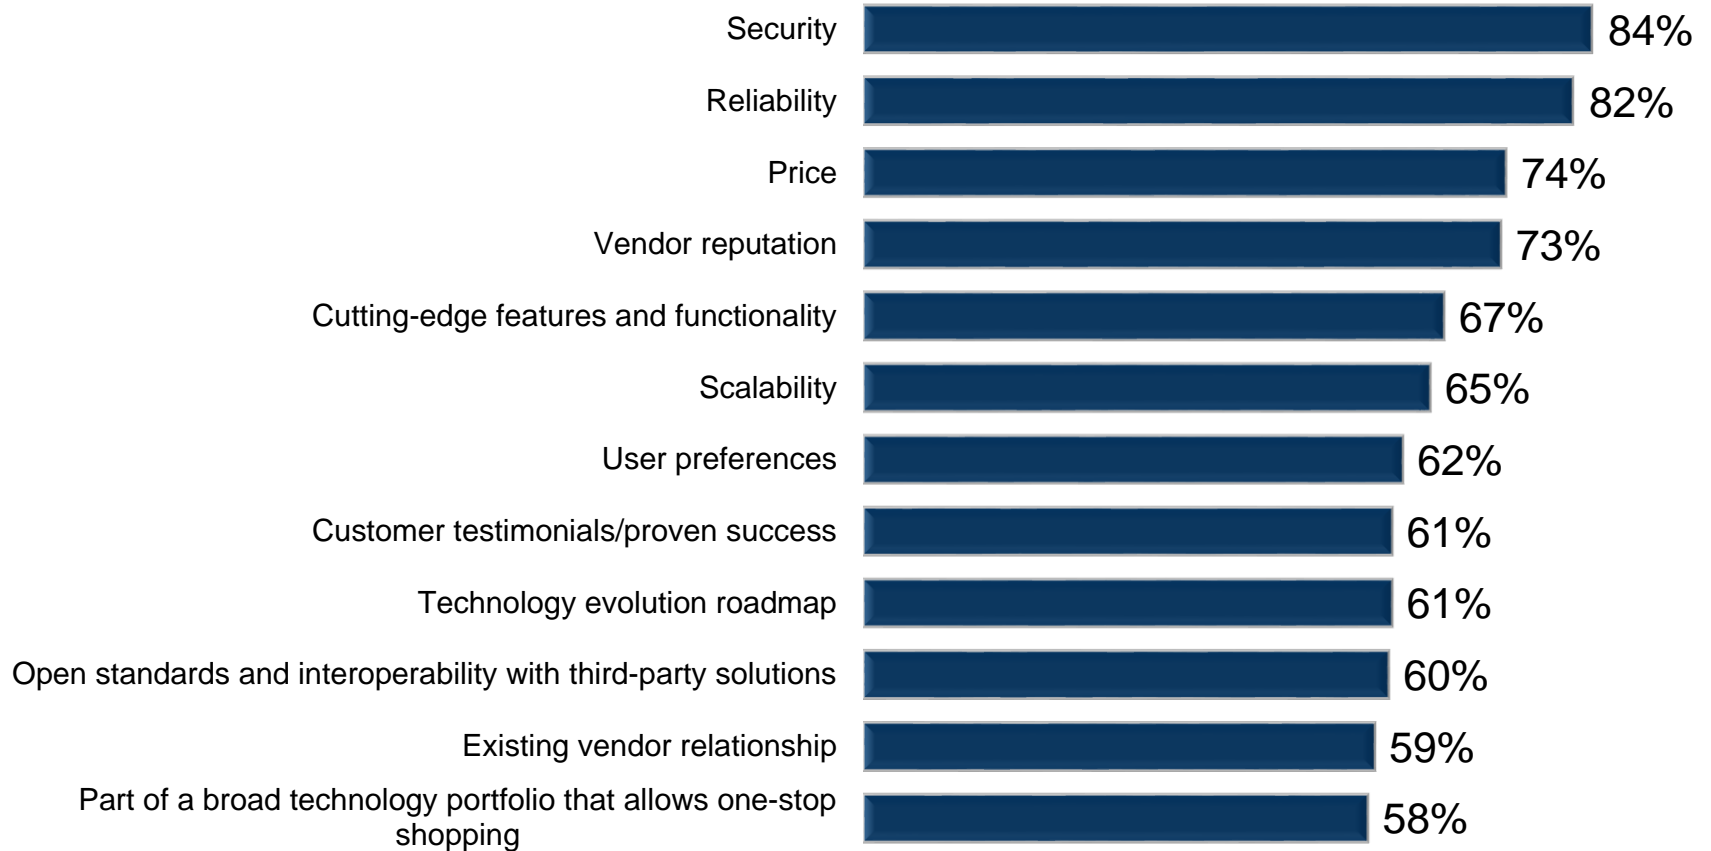 Security 84%
Reliability 82%
Price 74%
Vendor reputation 73%
Cutting-edge features and functionality 67%
Scalability 65%
User preferences 62%
Customer testimonials/proven success 61%
Technology evolution roadmap 61%
Open standards and interoperability with third-party solutions 60%
Existing vendor relationship 59%
Part of a broad technology portfolio that allows one-stop
shopping 58%